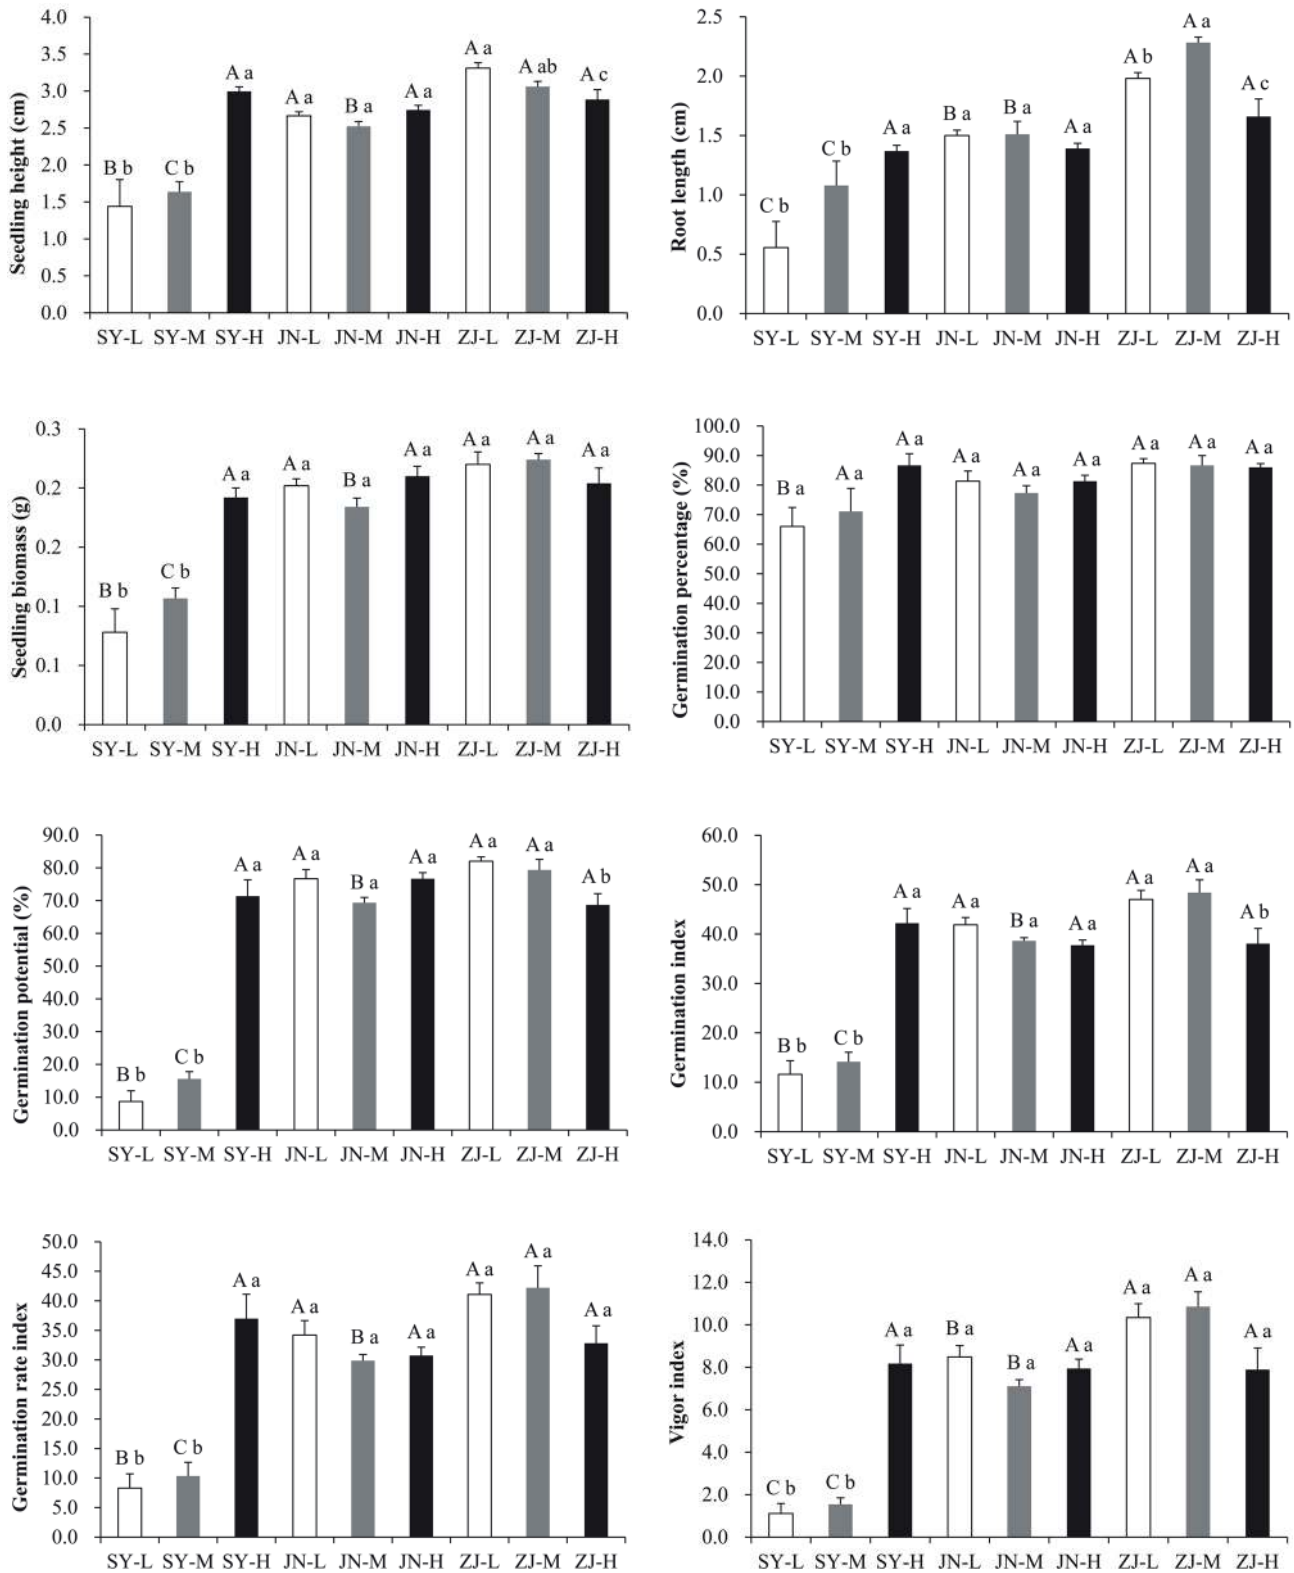 Seedling height (cm)
4.0
3.5
3.0
2.5
2.0
1.5
1.0
0.5
0.0
B b
C b
A a
A a
B a
A a
A a
A ab
A c
SY-L SY-M SY-H JN-L JN-M JN-H ZJ-L ZJ-M ZJ-H
Root length (cm)
2.5
2.0
1.5
1.0
0.5
0.0
C b
C b
A a
B a
B a
A a
A b
A a
A c
SY-L SY-M SY-H JN-L JN-M JN-H ZJ-L ZJ-M ZJ-H
Seedling biomass (g)
0.3
0.2
0.2
0.1
0.1
0.0
B b
C b
A a
A a
B a
A a
A a
A a
A a
SY-L SY-M SY-H JN-L JN-M JN-H ZJ-L ZJ-M ZJ-H
Germination percentage (%)
100.0
90.0
80.0
70.0
60.0
50.0
40.0
30.0
20.0
10.0
0.0
B a
A a
A a
A a
A a
A a
A a
A a
A a
SY-L SY-M SY-H JN-L JN-M JN-H ZJ-L ZJ-M ZJ-H
Germination potential (%)
90.0
80.0
70.0
60.0
50.0
40.0
30.0
20.0
10.0
0.0
B b
C b
A a
A a
B a
A a
A a
A a
A b
SY-L SY-M SY-H JN-L JN-M JN-H ZJ-L ZJ-M ZJ-H
Germination index
60.0
50.0
40.0
30.0
20.0
10.0
0.0
B b
C b
A a
A a
B a
A a
A a
A a
A b
SY-L SY-M SY-H JN-L JN-M JN-H ZJ-L ZJ-M ZJ-H
Germination rate index
50.0
45.0
40.0
35.0
30.0
25.0
20.0
15.0
10.0
5.0
0.0
B b
C b
A a
A a
B a
A a
A a
A a
A a
SY-L SY-M SY-H JN-L JN-M JN-H ZJ-L ZJ-M ZJ-H
Vigor index
14.0
12.0
10.0
8.0
6.0
4.0
2.0
0.0
C b
C b
A a
B a
B a
A a
A a
A a
A a
SY-L SY-M SY-H JN-L JN-M JN-H ZJ-L ZJ-M ZJ-H